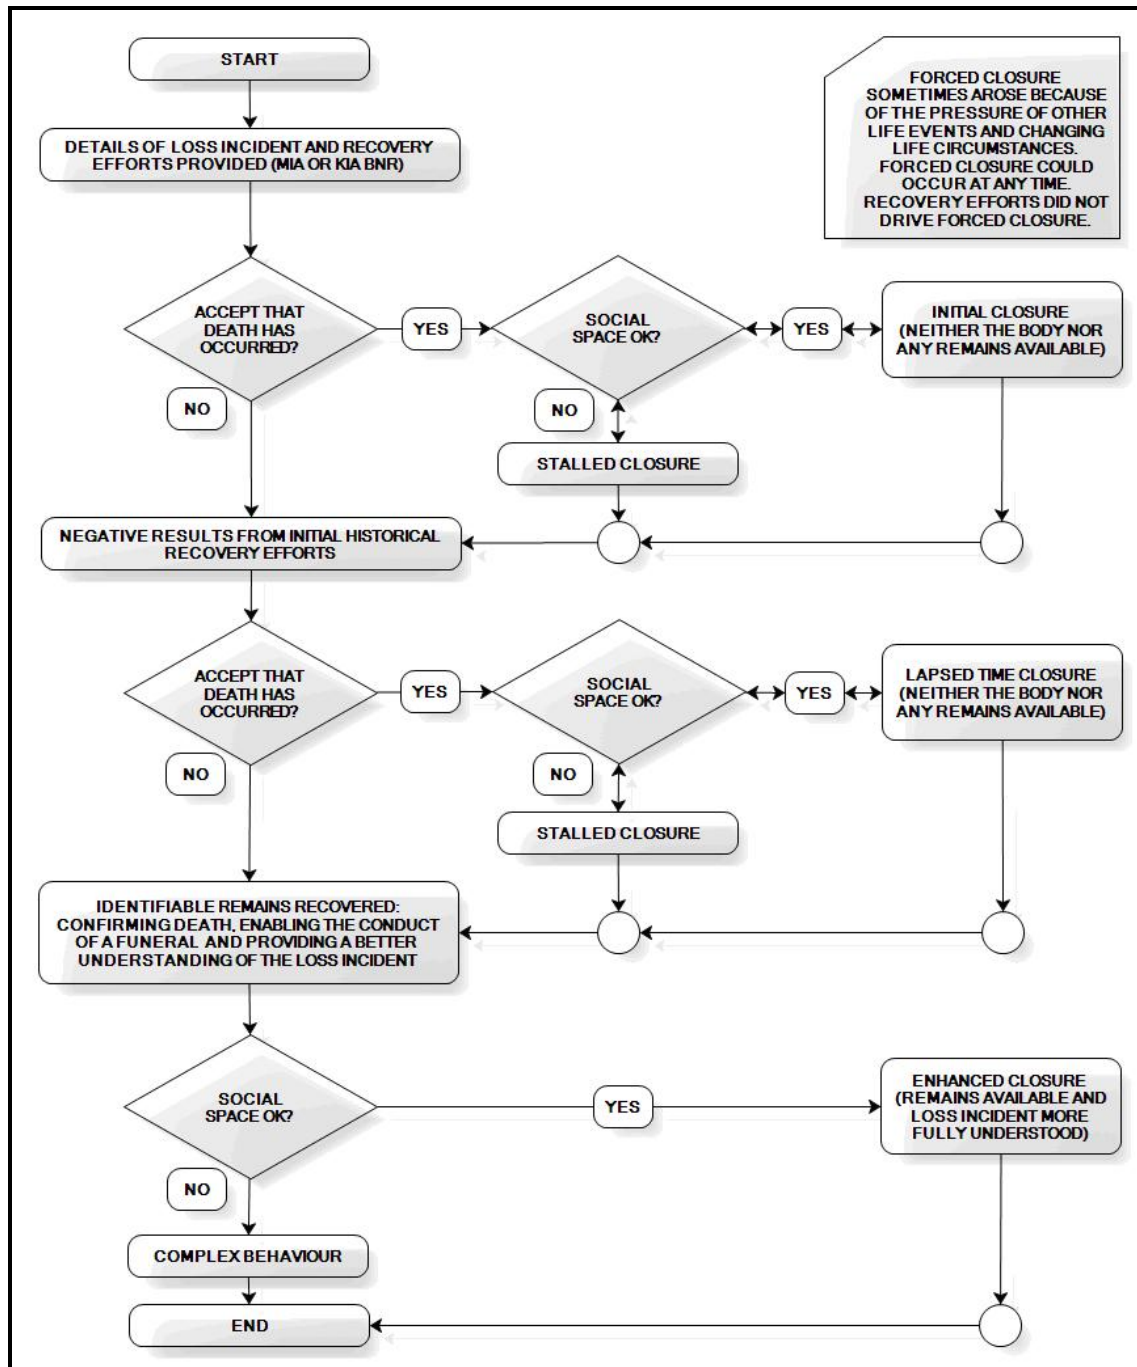 START
FORCED CLOSURE
SOMETIMES AROSE BECAUSE
OF THE PRESSURE OF OTHER
LIFE EVENTS AND CHANGING
LIFE CIRCUMSTANCES.
FORCED CLOSURE COULD
OCCUR AT ANY TIME.
RECOVERY EFFORTS DID NOT
DRIVE FORCED CLOSURE.
DETAILS OF LOSS INCIDENT AND RECOVERY
EFFORTS PROVIDED (MIA OR KIA BNR)
ACCEPT THAT
DEATH HAS
OCCURRED?
YES
SOCIAL
SPACE OK?
YES
INITIAL CLOSURE
(NEITHER THE BODY NOR
ANY REMAINS AVAILABLE)
NO
NO
STALLED CLOSURE
NEGATIVE RESULTS FROM INITIAL HISTORICAL
RECOVERY EFFORTS
ACCEPT THAT
DEATH HAS
OCCURRED?
YES
SOCIAL
SPACE OK?
YES
LAPSED TIME CLOSURE
(NEITHER THE BODY NOR
ANY REMAINS AVAILABLE)
NO
NO
STALLED CLOSURE
IDENTIFIABLE REMAINS RECOVERED:
CONFIRMING DEATH, ENABLING THE CONDUCT
OF A FUNERAL AND PROVIDING A BETTER
UNDERSTANDING OF THE LOSS INCIDENT
SOCIAL
SPACE OK?
YES
ENHANCED CLOSURE
(REMAINS AVAILABLE AND
LOSS INCIDENT MORE
FULLY UNDERSTOOD)
NO
COMPLEX BEHAVIOUR
END